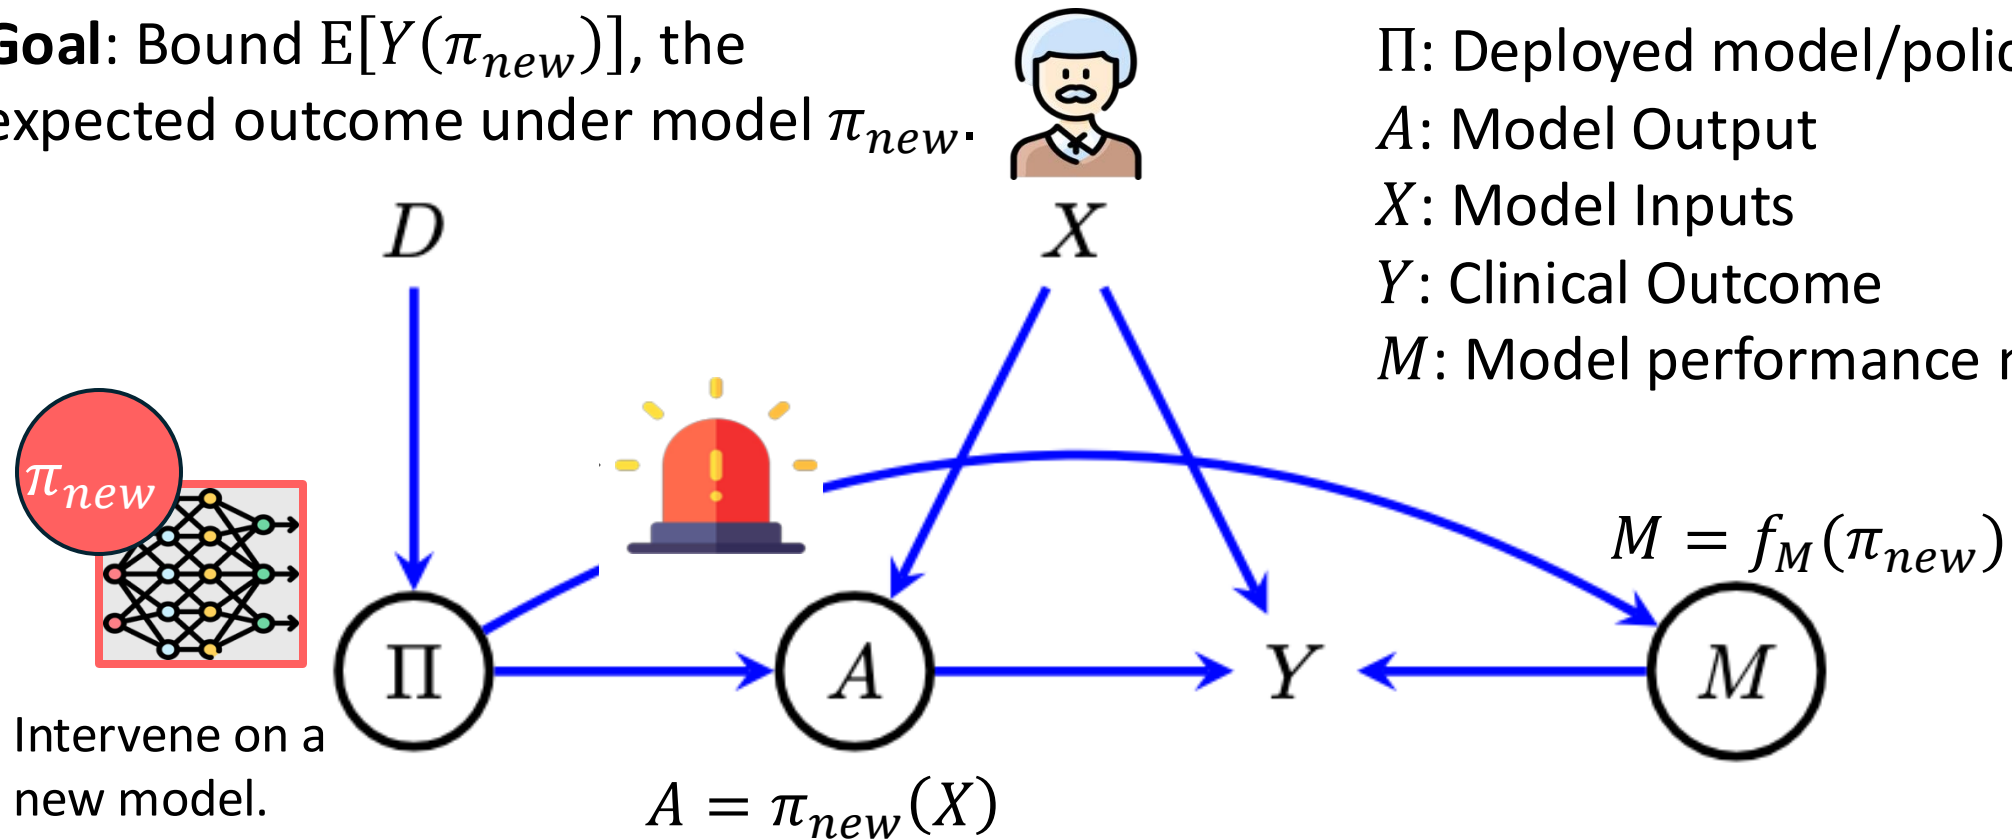 Goal: Bound E[Y(π_new)], the
expected outcome under model π_new.
Π: Deployed model/polic
A: Model Output
X: Model Inputs
Y: Clinical Outcome
M: Model performance
D
X
π_new
M = f_M(π_new)
Π
A
Y
M
Intervene on a
new model.
A = π_new(X)